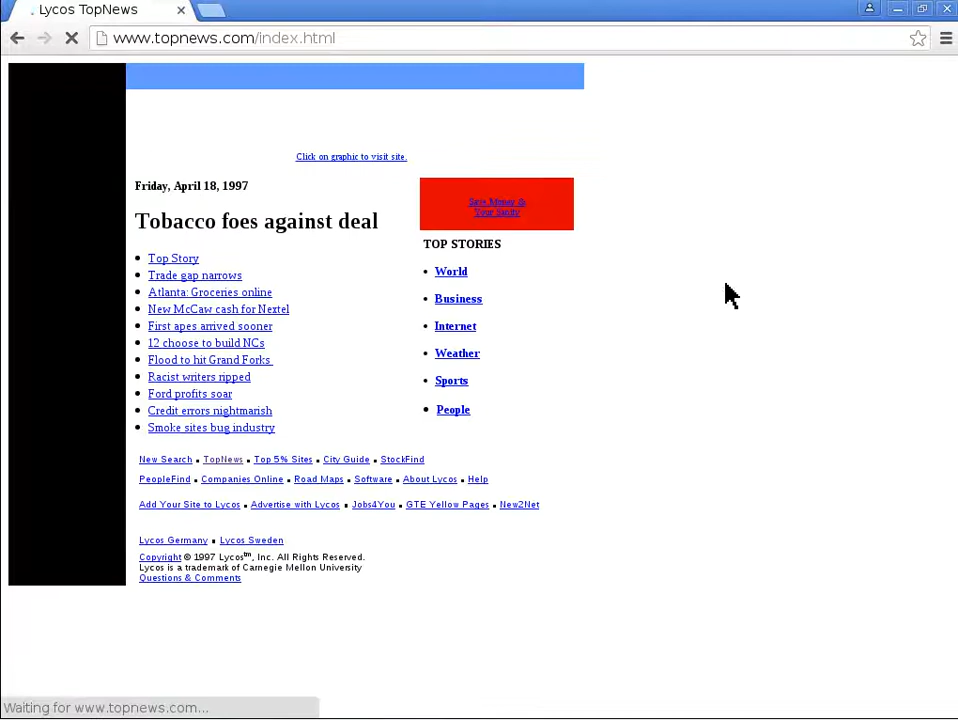 Lycos TopNews
www.topnews.com/index.html
Click on graphic to visit site.
Friday, April 18, 1997
Tobacco foes against deal
Top Story
Trade gap narrows
Atlanta: Groceries online
New McCaw cash for Nextel
First apes arrived sooner
12 choose to build NCs
Flood to hit Grand Forks
Racist writers ripped
Ford profits soar
Credit errors nightmarish
Smoke sites bug industry
Save Money &
Your Sanity
TOP STORIES
World
Business
Internet
Weather
Sports
People
New Search ▪ TopNews ▪ Top 5% Sites ▪ City Guide ▪ StockFind
PeopleFind ▪ Companies Online ▪ Road Maps ▪ Software ▪ About Lycos ▪ Help
Add Your Site to Lycos ▪ Advertise with Lycos ▪ Jobs4You ▪ GTE Yellow Pages ▪ New2Net
Lycos Germany ▪ Lycos Sweden
Copyright © 1997 Lycos™, Inc. All Rights Reserved.
Lycos is a trademark of Carnegie Mellon University
Questions & Comments
Waiting for www.topnews.com...